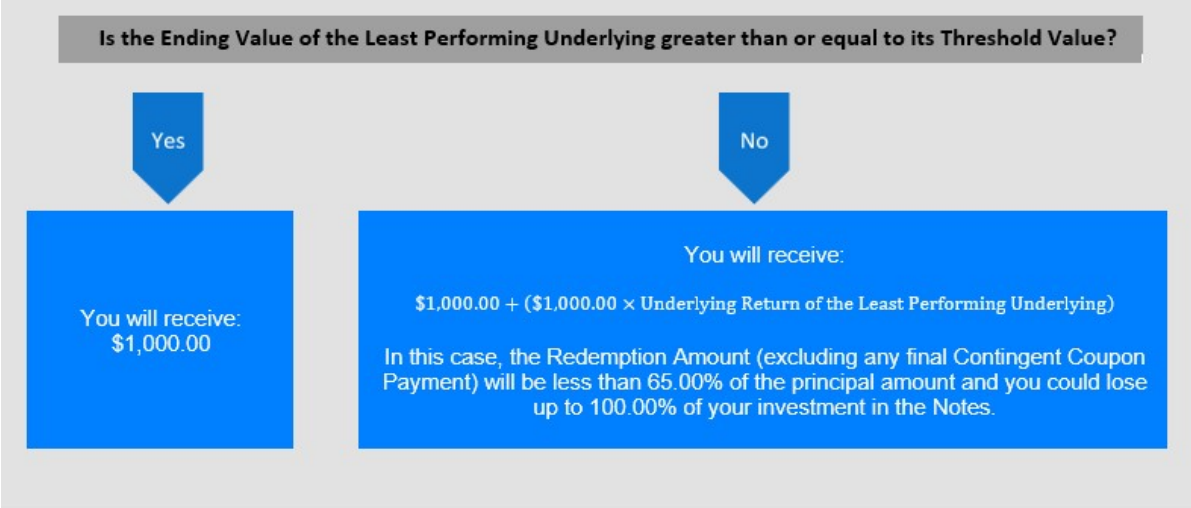 Is the Ending Value of the Least Performing Underlying greater than or equal to its Threshold Value?
Yes
No
You will receive:
$1,000.00
You will receive:
$1,000.00 + ($1,000.00 × Underlying Return of the Least Performing Underlying)
In this case, the Redemption Amount (excluding any final Contingent Coupon
Payment) will be less than 65.00% of the principal amount and you could lose
up to 100.00% of your investment in the Notes.